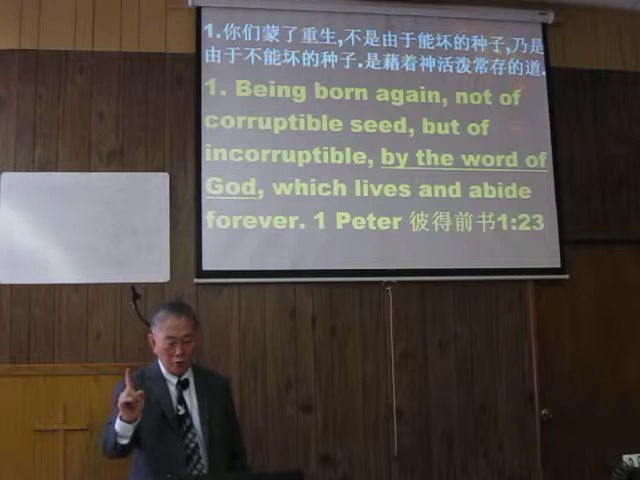 1.你们蒙了重生,不是由于能坏的种子,乃是
由于不能坏的种子.是藉着神活泼常存的道.
1. Being born again, not of
corruptible seed, but of
incorruptible, by the word of
God, which lives and abide
forever. 1 Peter 彼得前书1:23